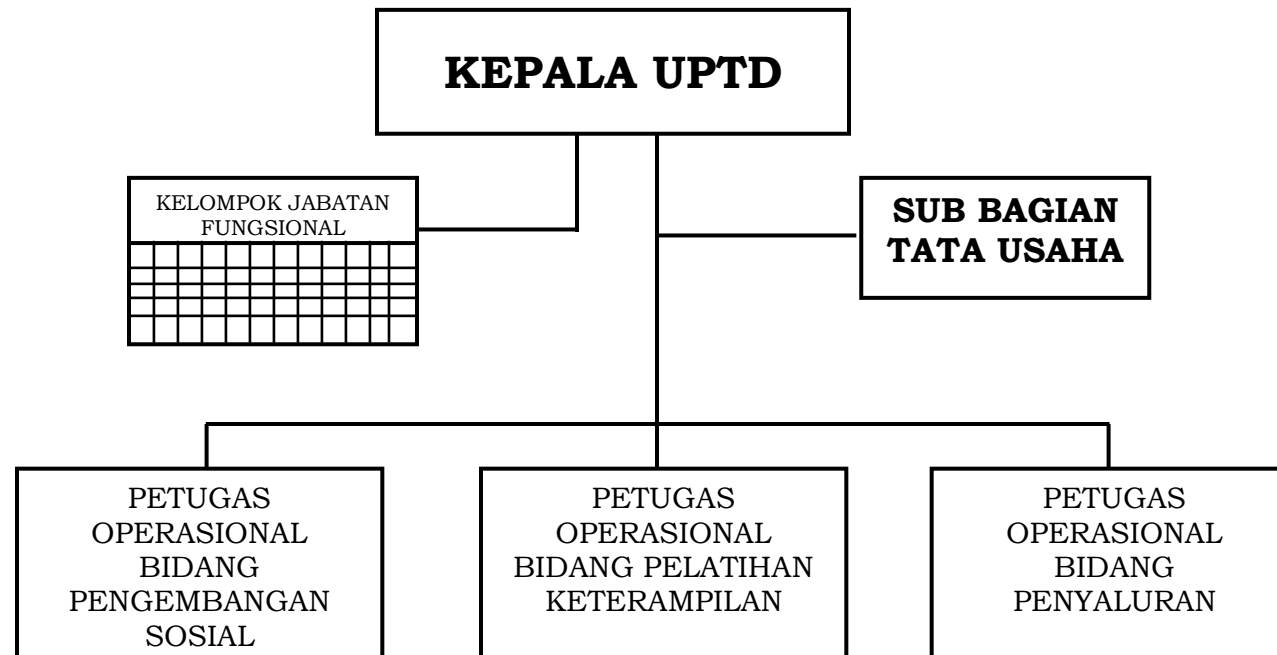 KEPALA UPTD
KELOMPOK JABATAN
FUNGSIONAL
SUB BAGIAN
TATA USAHA
PETUGAS
OPERASIONAL
BIDANG
PENGEMBANGAN
SOSIAL
PETUGAS
OPERASIONAL
BIDANG PELATIHAN
KETERAMPILAN
PETUGAS
OPERASIONAL
BIDANG
PENYALURAN